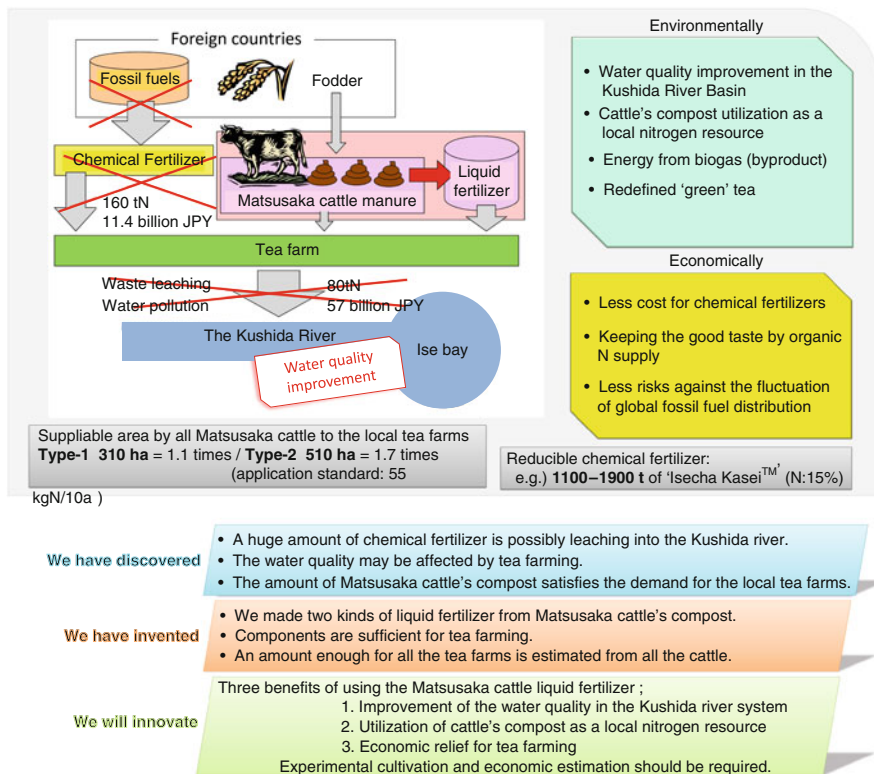 Foreign countries
Fossil fuels
Fodder
Chemical Fertilizer
160 tN
11.4 billion JPY
Matsusaka cattle manure
Liquid
fertilizer
Tea farm
Waste leaching
Water pollution
80tN
57 billion JPY
The Kushida River
Ise bay
Water quality
improvement
Environmentally
• Water quality improvement in the
Kushida River Basin
• Cattle's compost utilization as a
local nitrogen resource
• Energy from biogas (byproduct)
• Redefined 'green' tea
Economically
• Less cost for chemical fertilizers
• Keeping the good taste by organic
N supply
• Less risks against the fluctuation
of global fossil fuel distribution
Suppliable area by all Matsusaka cattle to the local tea farms
Type-1 310 ha = 1.1 times / Type-2 510 ha = 1.7 times
(application standard: 55
kgN/10a )
Reducible chemical fertilizer:
e.g.) 1100–1900 t of 'Isecha Kasei™' (N:15%)
We have discovered
• A huge amount of chemical fertilizer is possibly leaching into the Kushida river.
• The water quality may be affected by tea farming.
• The amount of Matsusaka cattle's compost satisfies the demand for the local tea farms.
We have invented
• We made two kinds of liquid fertilizer from Matsusaka cattle's compost.
• Components are sufficient for tea farming.
• An amount enough for all the tea farms is estimated from all the cattle.
We will innovate
Three benefits of using the Matsusaka cattle liquid fertilizer ;
1. Improvement of the water quality in the Kushida river system
2. Utilization of cattle's compost as a local nitrogen resource
3. Economic relief for tea farming
Experimental cultivation and economic estimation should be required.